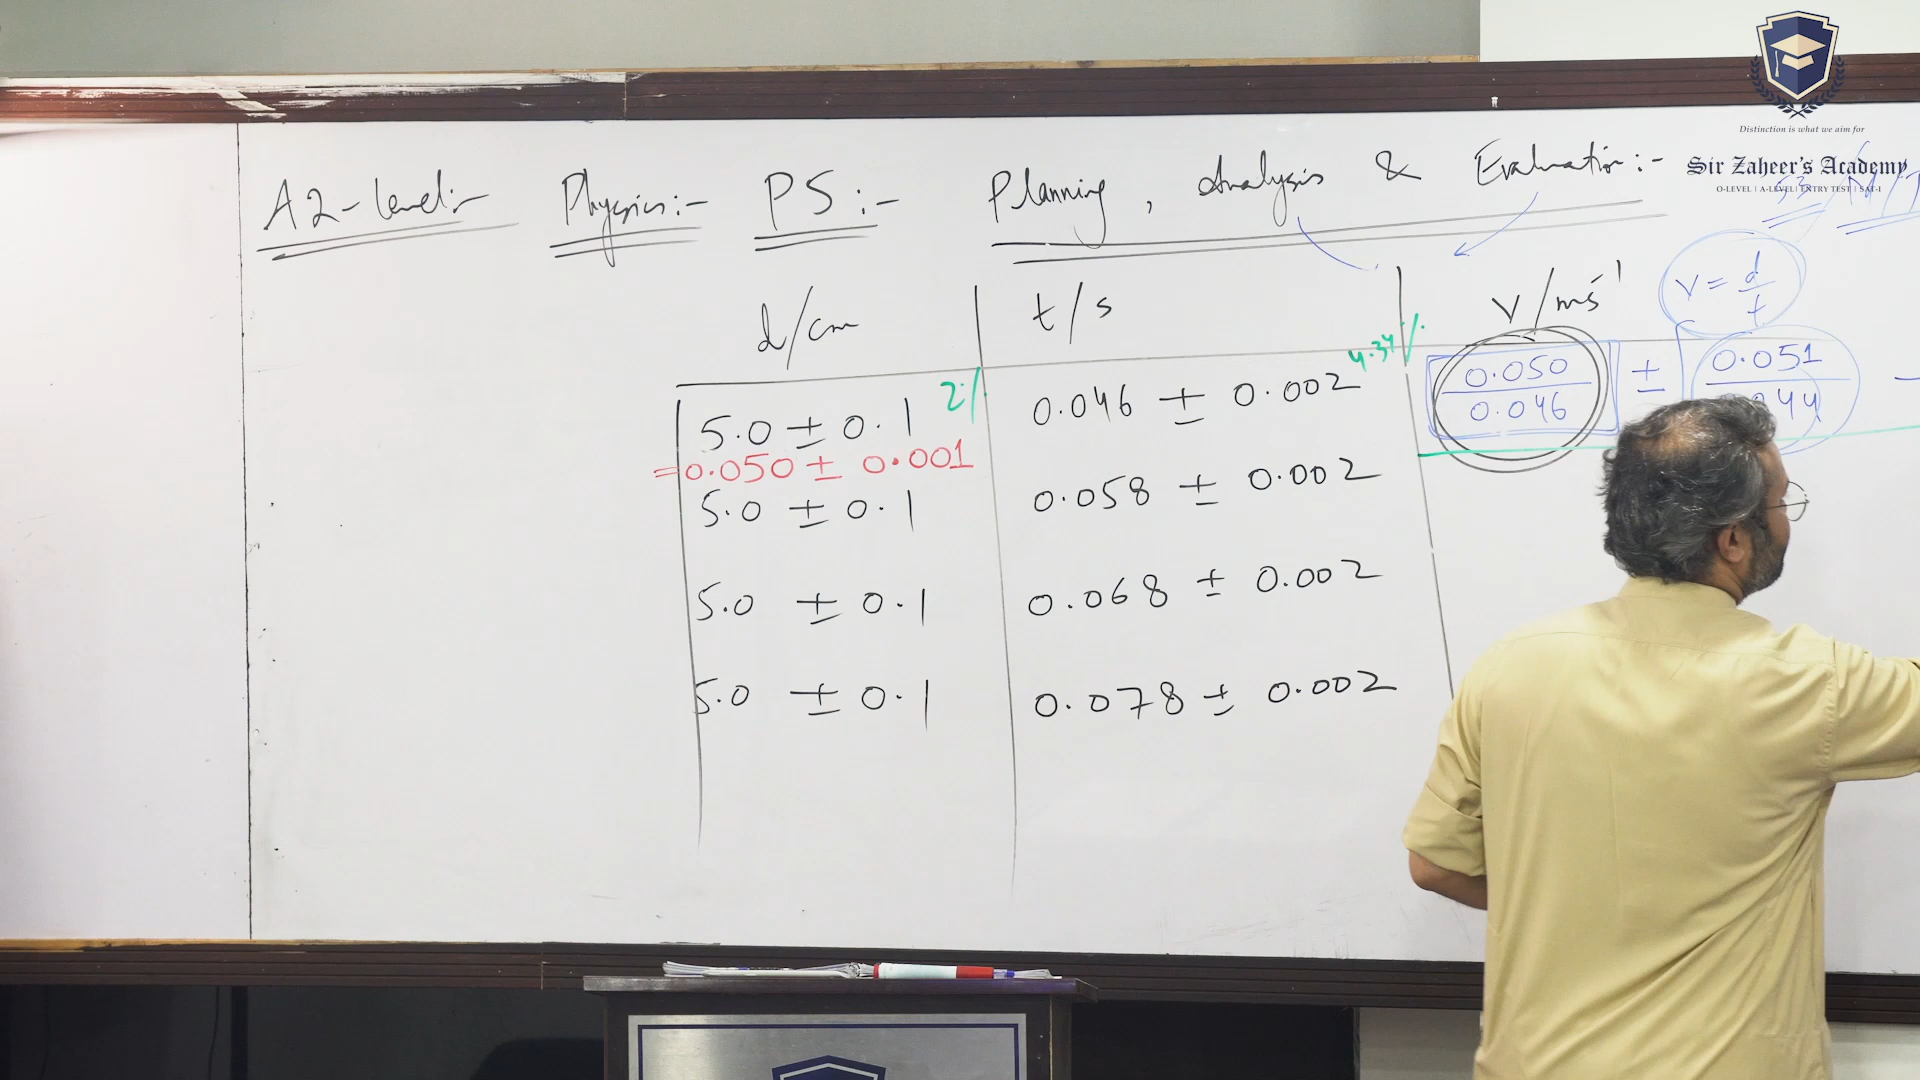 A2-level:- Physics:- P5:- Planning, Analysis & Evaluation:-
Distinction is what we aim for
Sir Zaheer's Academy
O-LEVEL | A-LEVEL | ENTRY TEST | SAT-I
d/cm t/s V/ms⁻¹ V = d/t
2% 4.34%
5.0 ± 0.1 0.046 ± 0.002 0.050/0.046 ± 0.051/0.044 -
=0.050 ± 0.001
5.0 ± 0.1 0.058 ± 0.002
5.0 ± 0.1 0.068 ± 0.002
5.0 ± 0.1 0.078 ± 0.002